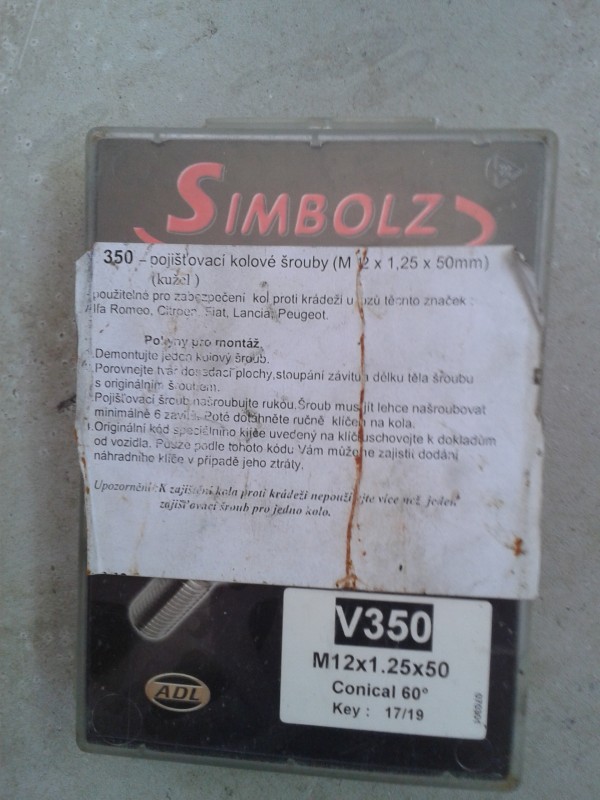 SIMBOLZ
350 – pojišťovací kolové šrouby (M 12 x 1,25 x 50mm)
(kužel )
použitelné pro zabezpečení kol proti krádeži u vozů těchto značek :
Alfa Romeo, Citroen, Fiat, Lancia, Peugeot.
Pokyny pro montáž
Demontujte jeden kolový šroub.
Porovnejte tvar dosedací plochy,stoupání závitu a délku těla šroubu
s originálním šroubem.
Pojišťovací šroub našroubujte rukou.Šroub musí jít lehce našroubovat
minimálně 6 závitů. Poté dotáhněte ručně klíčem na kola.
Originální kód speciálního klíče uvedený na klíči uschovejte k dokladům
od vozidla. Pouze podle tohoto kódu Vám můžeme zajistit dodání
náhradního klíče v případě jeho ztráty.
Upozornění: K zajištění kola proti krádeži nepoužívejte více než jeden
zajišťovací šroub pro jedno kolo.
V350
M12x1.25x50
Conical 60°
Key : 17/19
ADL